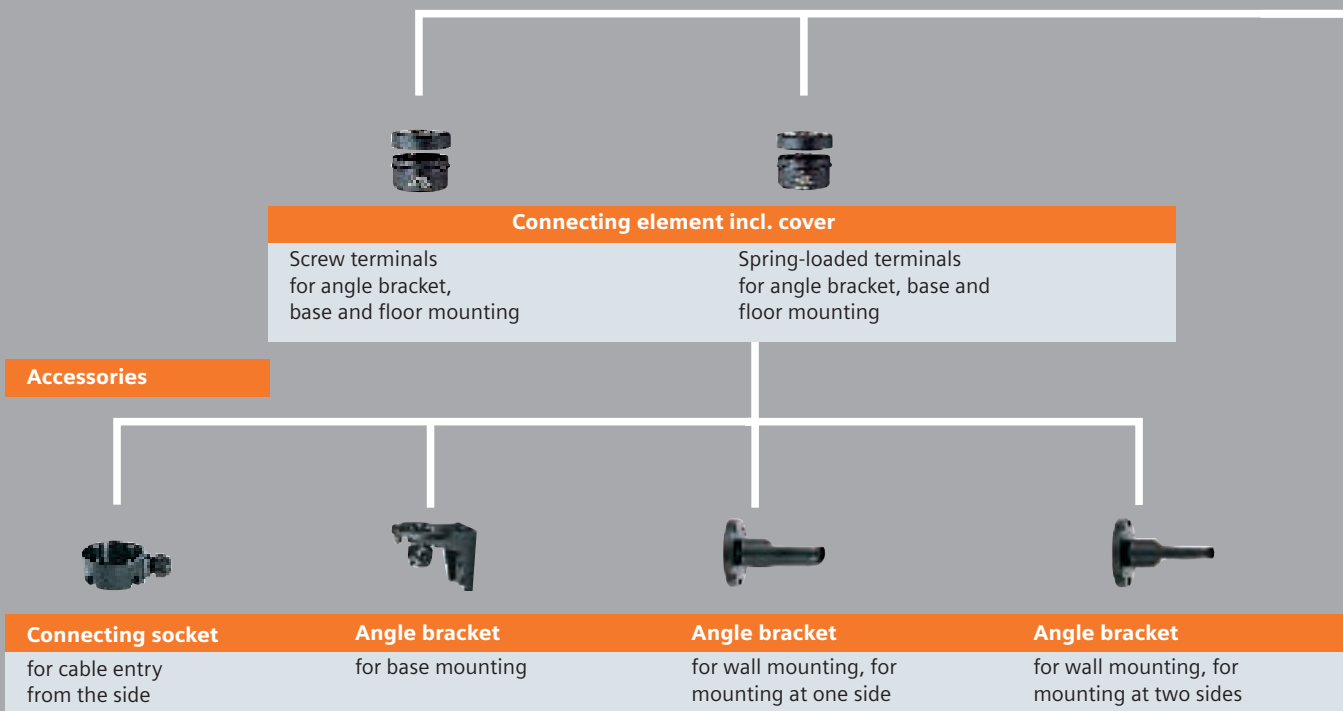 Connecting element incl. cover
Screw terminals
for angle bracket,
base and floor mounting
Spring-loaded terminals
for angle bracket, base and
floor mounting
Accessories
Connecting socket
for cable entry
from the side
Angle bracket
for base mounting
Angle bracket
for wall mounting, for
mounting at one side
Angle bracket
for wall mounting, for
mounting at two sides